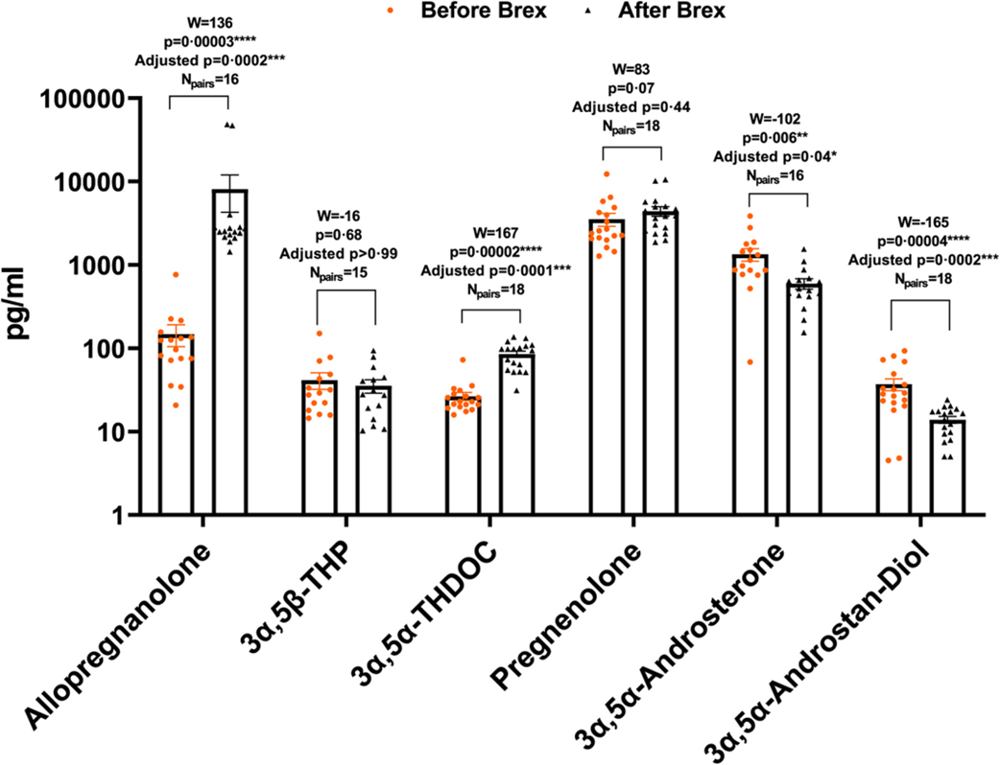 Before Brex After Brex
W=136
p=0·00003****
Adjusted p=0·0002***
Npairs=16
W=-16
p=0·68
Adjusted p>0·99
Npairs=15
W=167
p=0·00002****
Adjusted p=0·0001***
Npairs=18
W=83
p=0·07
Adjusted p=0·44
Npairs=18
W=-102
p=0·006**
Adjusted p=0·04*
Npairs=16
W=-165
p=0·00004****
Adjusted p=0·0002***
Npairs=18
pg/ml
100000
10000
1000
100
10
1
Allopregnanolone
3α,5β-THP
3α,5α-THDOC
Pregnenolone
3α,5α-Androsterone
3α,5α-Androstan-Diol